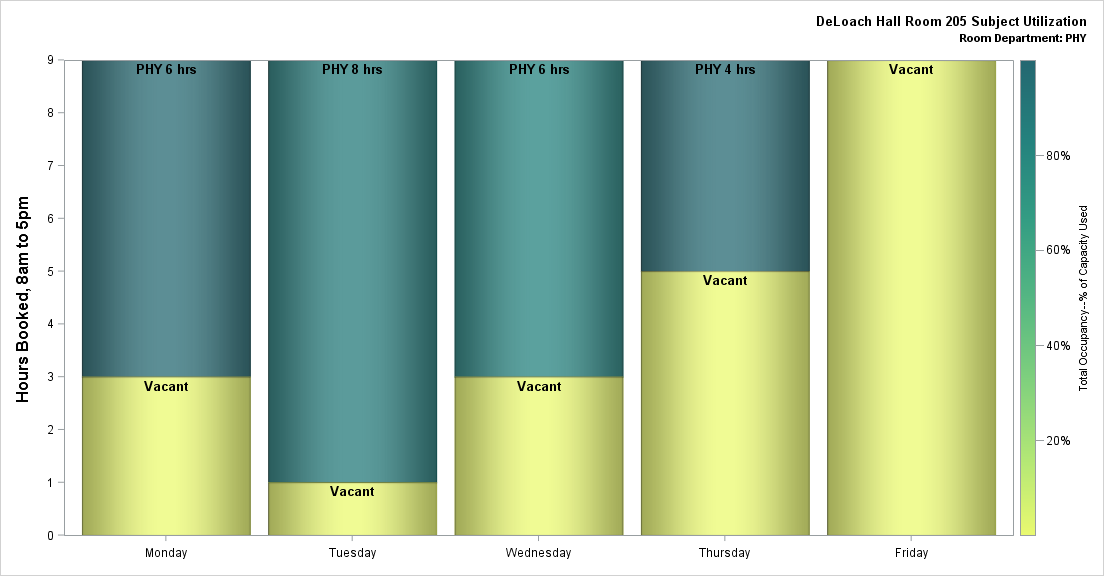 DeLoach Hall Room 205 Subject Utilization
Room Department: PHY
Hours Booked, 8am to 5pm
9
8
7
6
5
4
3
2
1
0
PHY 6 hrs
PHY 8 hrs
PHY 6 hrs
PHY 4 hrs
Vacant
Vacant
Vacant
Vacant
Vacant
Monday
Tuesday
Wednesday
Thursday
Friday
80%
60%
40%
20%
Total Occupancy--% of Capacity Used